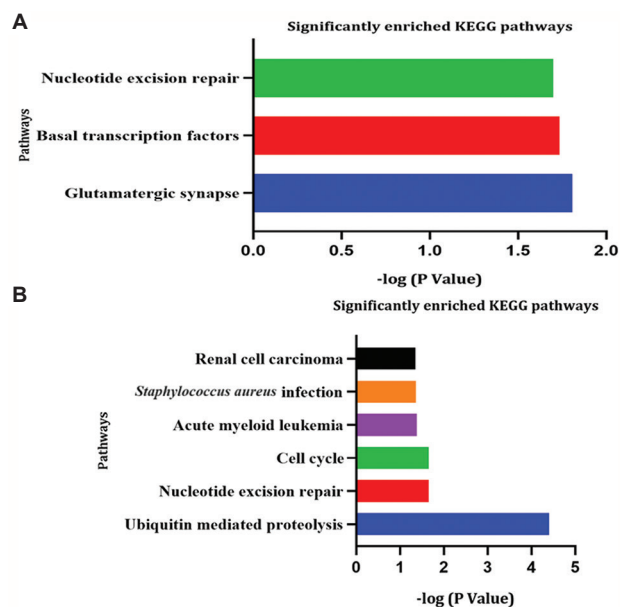 A
Significantly enriched KEGG pathways
Pathways
Nucleotide excision repair
Basal transcription factors
Glutamatergic synapse
0.0 0.5 1.0 1.5 2.0
-log (P Value)
B
Significantly enriched KEGG pathways
Pathways
Renal cell carcinoma
Staphylococcus aureus infection
Acute myeloid leukemia
Cell cycle
Nucleotide excision repair
Ubiquitin mediated proteolysis
0 1 2 3 4 5
-log (P Value)